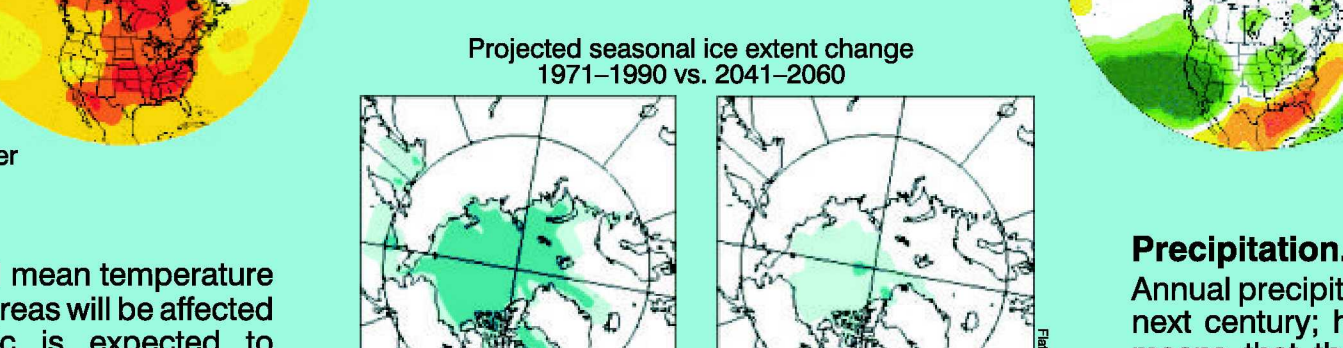 Projected seasonal ice extent change
1971–1990 vs. 2041–2060
er
mean temperature
reas will be affected
c is expected to
Precipitation.
Annual precipit
next century; h